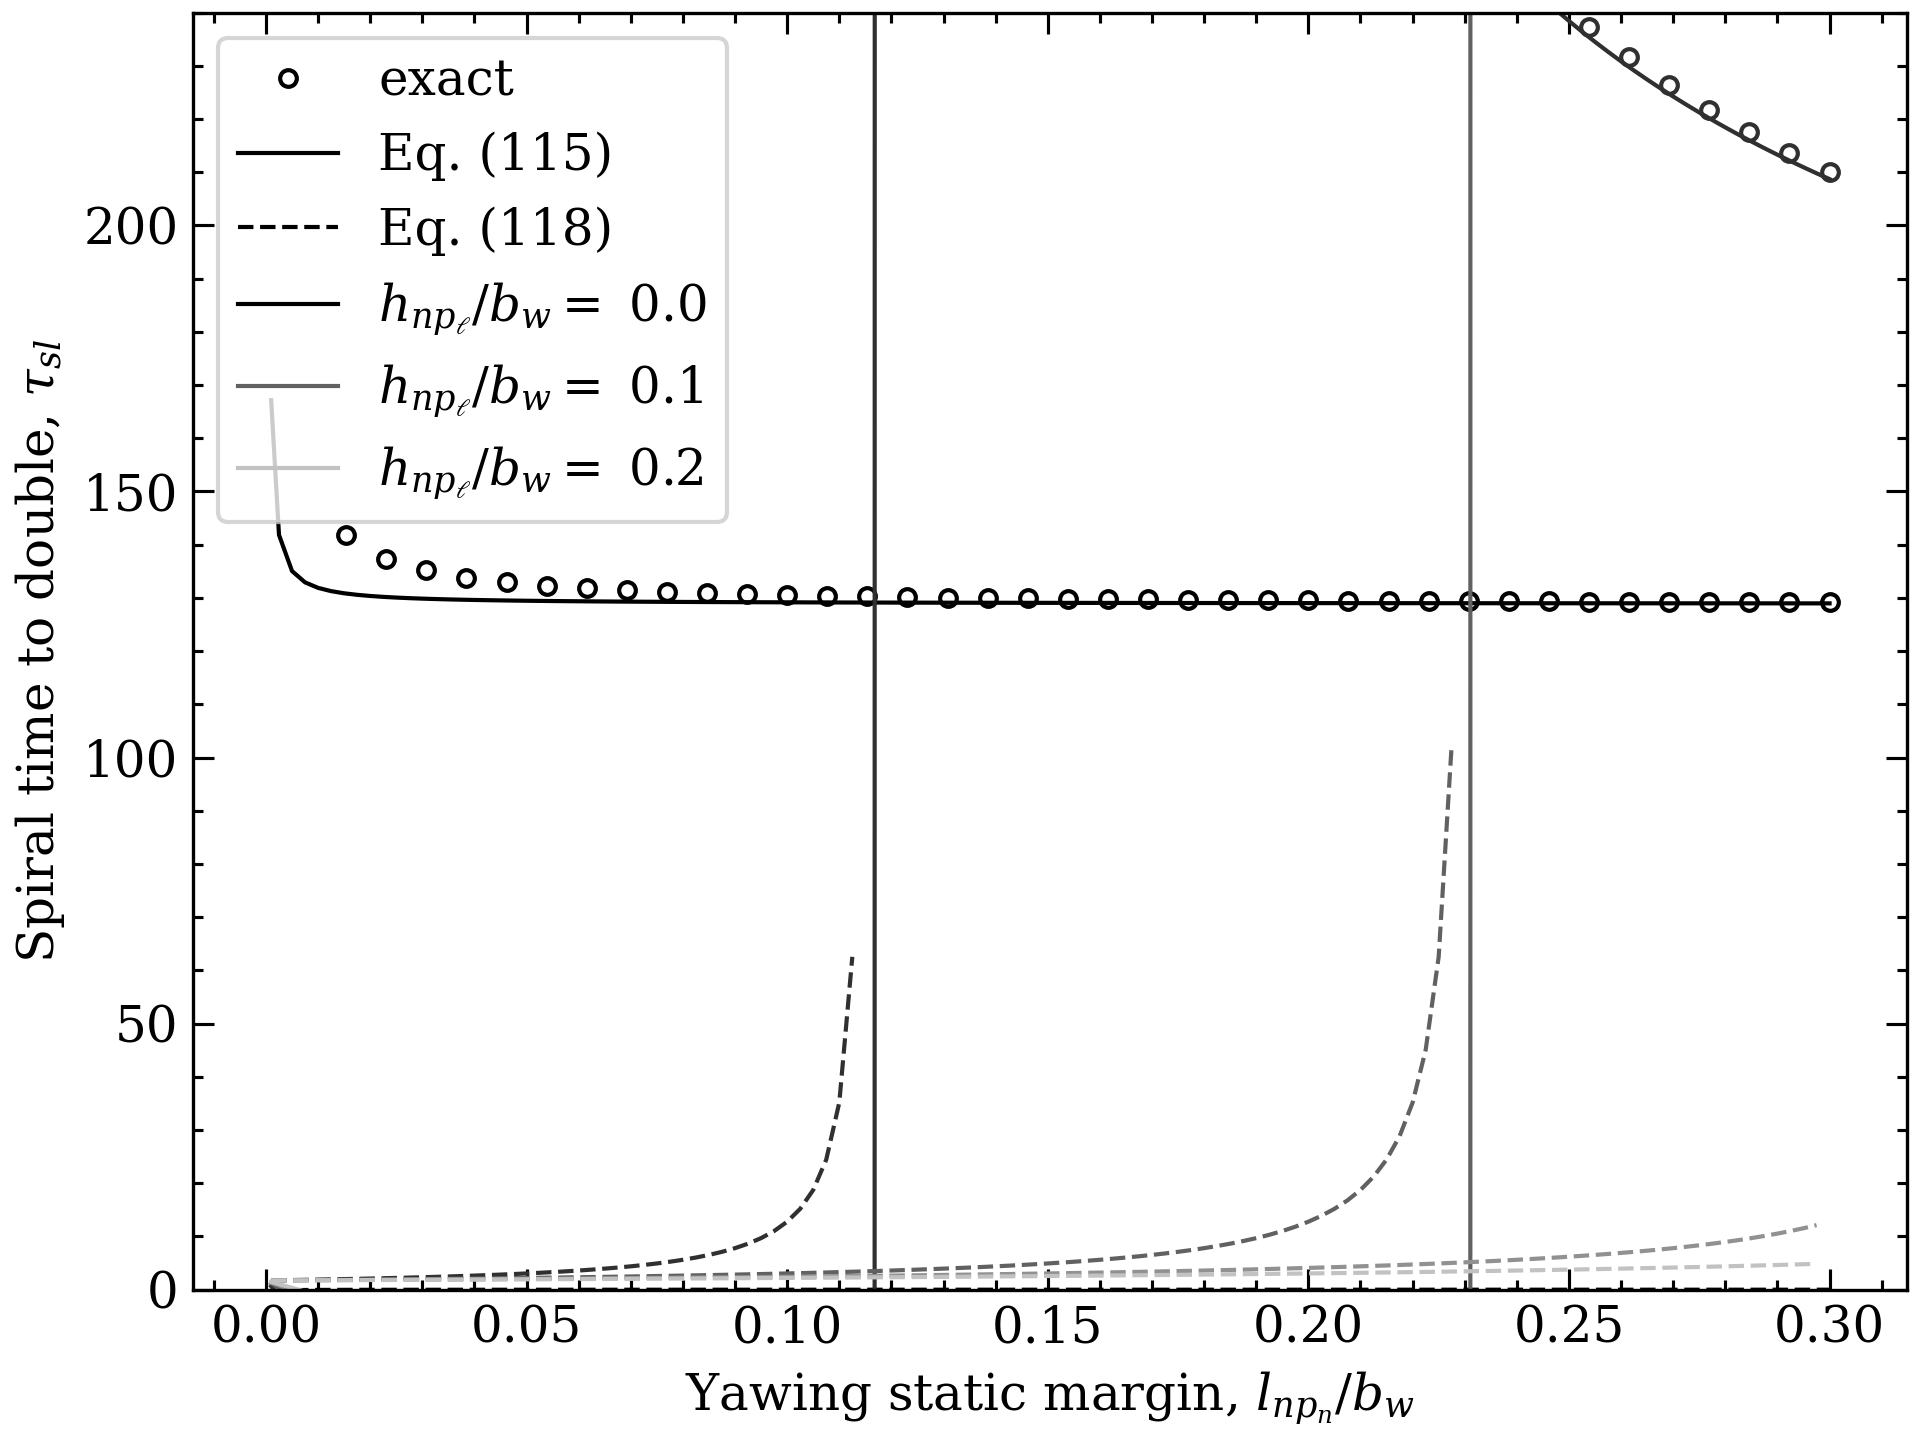 exact
Eq. (115)
Eq. (118)
h_{np_ℓ}/b_w = 0.0
h_{np_ℓ}/b_w = 0.1
h_{np_ℓ}/b_w = 0.2
Spiral time to double, τ_{sl}
200
150
100
50
0
0.00 0.05 0.10 0.15 0.20 0.25 0.30
Yawing static margin, l_{np_n}/b_w